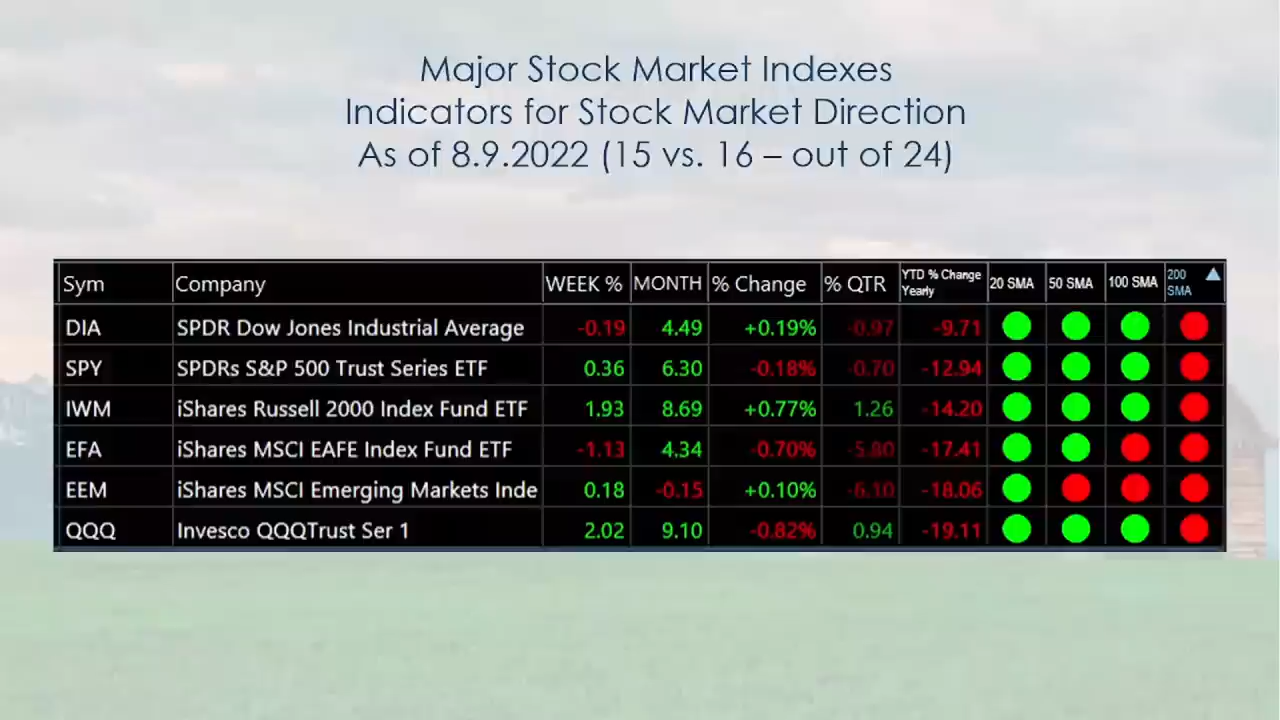 Major Stock Market Indexes
Indicators for Stock Market Direction
As of 8.9.2022 (15 vs. 16 – out of 24)
Sym Company WEEK % MONTH % Change % QTR YTD % Change Yearly 20 SMA 50 SMA 100 SMA 200 SMA
DIA SPDR Dow Jones Industrial Average -0.19 4.49 +0.19% -0.97 -9.71
SPY SPDRs S&P 500 Trust Series ETF 0.36 6.30 -0.18% -0.70 -12.94
IWM iShares Russell 2000 Index Fund ETF 1.93 8.69 +0.77% 1.26 -14.20
EFA iShares MSCI EAFE Index Fund ETF -1.13 4.34 -0.70% -5.80 -17.41
EEM iShares MSCI Emerging Markets Inde 0.18 -0.15 +0.10% -6.10 -18.06
QQQ Invesco QQQTrust Ser 1 2.02 9.10 -0.82% 0.94 -19.11